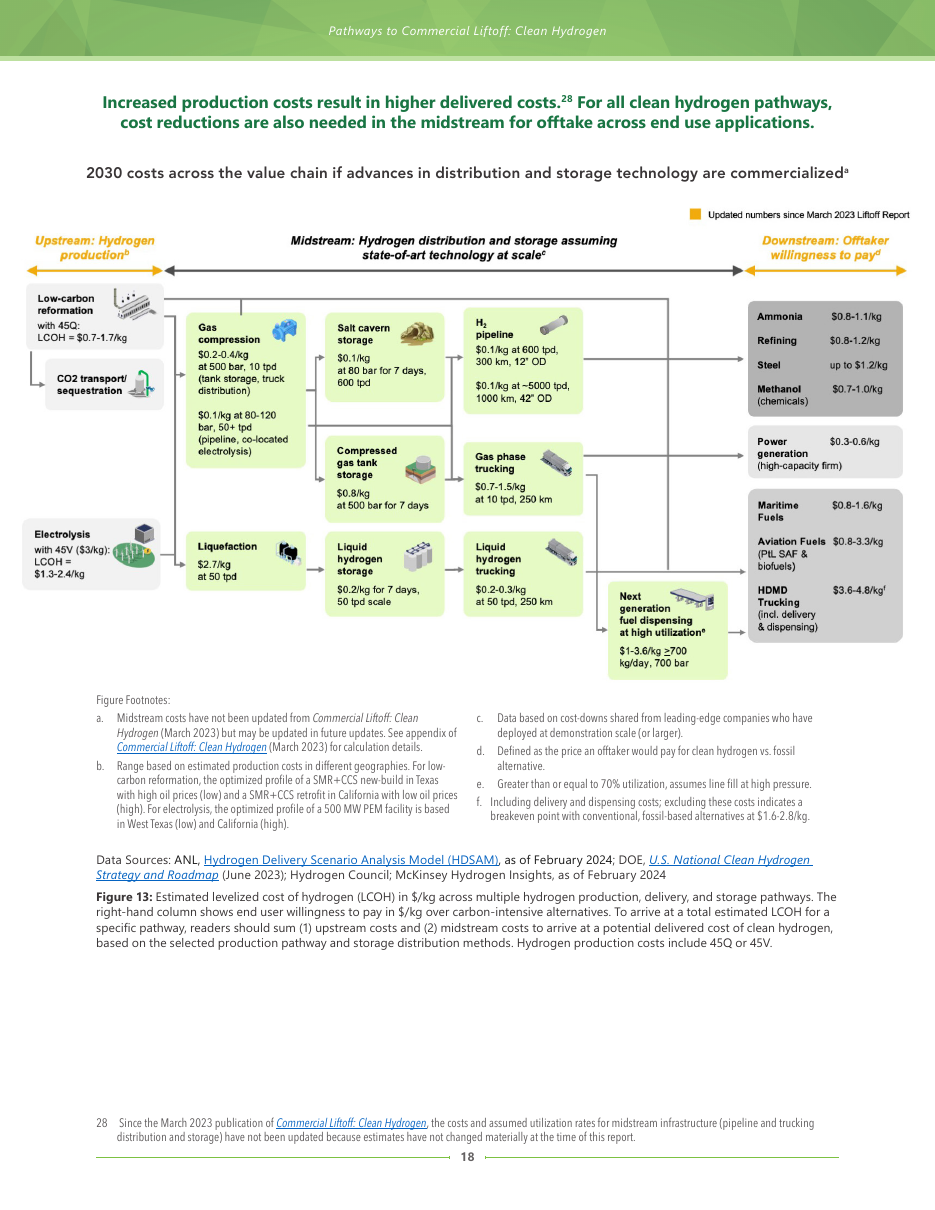 Pathways to Commercial Liftoff: Clean Hydrogen
Increased production costs result in higher delivered costs.28 For all clean hydrogen pathways,
cost reductions are also needed in the midstream for offtake across end use applications.
2030 costs across the value chain if advances in distribution and storage technology are commercializeda
Updated numbers since March 2023 Liftoff Report
Upstream: Hydrogen
productionb
Midstream: Hydrogen distribution and storage assuming
state-of-art technology at scalec
Downstream: Offtaker
willingness to payd
Low-carbon
reformation
with 45Q:
LCOH = $0.7-1.7/kg
CO2 transport/
sequestration
Electrolysis
with 45V ($3/kg):
LCOH =
$1.3-2.4/kg
Gas
compression
$0.2-0.4/kg
at 500 bar, 10 tpd
(tank storage, truck
distribution)
$0.1/kg at 80-120
bar, 50+ tpd
(pipeline, co-located
electrolysis)
Liquefaction
$2.7/kg
at 50 tpd
Salt cavern
storage
$0.1/kg
at 80 bar for 7 days,
600 tpd
Compressed
gas tank
storage
$0.8/kg
at 500 bar for 7 days
Liquid
hydrogen
storage
$0.2/kg for 7 days,
50 tpd scale
H2
pipeline
$0.1/kg at 600 tpd,
300 km, 12" OD
$0.1/kg at ~5000 tpd,
1000 km, 42" OD
Gas phase
trucking
$0.7-1.5/kg
at 10 tpd, 250 km
Liquid
hydrogen
trucking
$0.2-0.3/kg
at 50 tpd, 250 km
Next
generation
fuel dispensing
at high utilizatione
$1-3.6/kg ≥700
kg/day, 700 bar
Ammonia $0.8-1.1/kg
Refining $0.8-1.2/kg
Steel up to $1.2/kg
Methanol $0.7-1.0/kg
(chemicals)
Power $0.3-0.6/kg
generation
(high-capacity firm)
Maritime $0.8-1.6/kg
Fuels
Aviation Fuels $0.8-3.3/kg
(PtL SAF &
biofuels)
HDMD $3.6-4.8/kgf
Trucking
(incl. delivery
& dispensing)
Figure Footnotes:
a. Midstream costs have not been updated from Commercial Liftoff: Clean
Hydrogen (March 2023) but may be updated in future updates. See appendix of
Commercial Liftoff: Clean Hydrogen (March 2023) for calculation details.
b. Range based on estimated production costs in different geographies. For low-
carbon reformation, the optimized profile of a SMR+CCS new-build in Texas
with high oil prices (low) and a SMR+CCS retrofit in California with low oil prices
(high). For electrolysis, the optimized profile of a 500 MW PEM facility is based
in West Texas (low) and California (high).
c. Data based on cost-downs shared from leading-edge companies who have
deployed at demonstration scale (or larger).
d. Defined as the price an offtaker would pay for clean hydrogen vs. fossil
alternative.
e. Greater than or equal to 70% utilization, assumes line fill at high pressure.
f. Including delivery and dispensing costs; excluding these costs indicates a
breakeven point with conventional, fossil-based alternatives at $1.6-2.8/kg.
Data Sources: ANL, Hydrogen Delivery Scenario Analysis Model (HDSAM), as of February 2024; DOE, U.S. National Clean Hydrogen
Strategy and Roadmap (June 2023); Hydrogen Council; McKinsey Hydrogen Insights, as of February 2024
Figure 13: Estimated levelized cost of hydrogen (LCOH) in $/kg across multiple hydrogen production, delivery, and storage pathways. The
right-hand column shows end user willingness to pay in $/kg over carbon-intensive alternatives. To arrive at a total estimated LCOH for a
specific pathway, readers should sum (1) upstream costs and (2) midstream costs to arrive at a potential delivered cost of clean hydrogen,
based on the selected production pathway and storage distribution methods. Hydrogen production costs include 45Q or 45V.
28 Since the March 2023 publication of Commercial Liftoff: Clean Hydrogen, the costs and assumed utilization rates for midstream infrastructure (pipeline and trucking
distribution and storage) have not been updated because estimates have not changed materially at the time of this report.
18